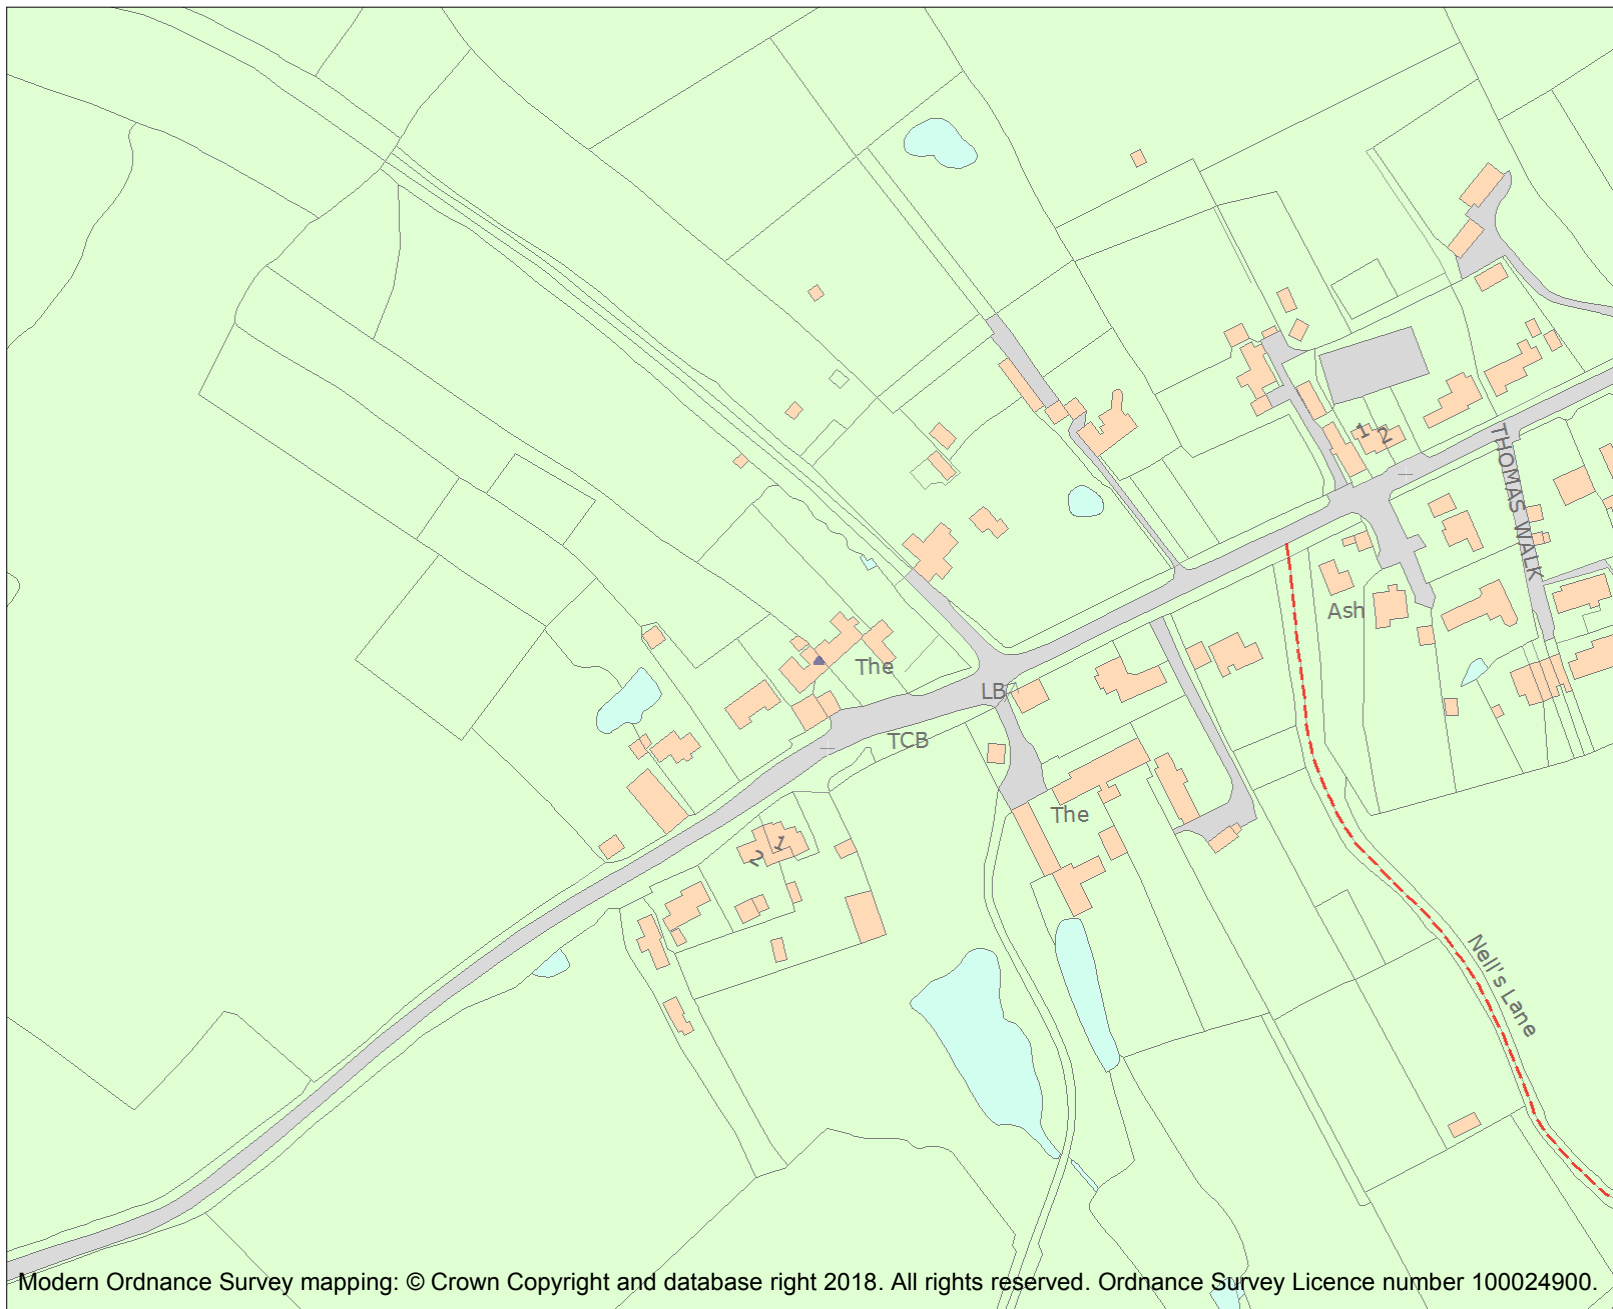 1
2
THOMAS WALK
Ash
The
LB
TCB
The
1
2
Nell's Lane
Modern Ordnance Survey mapping: © Crown Copyright and database right 2018. All rights reserved. Ordnance Survey Licence number 100024900.